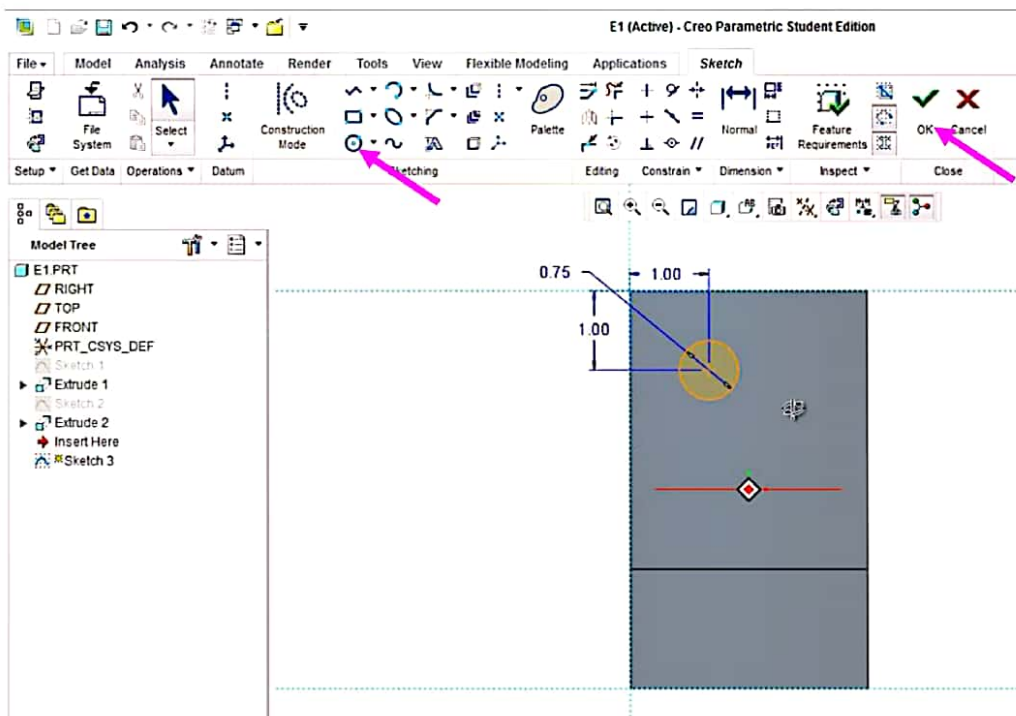 E1 (Active) - Creo Parametric Student Edition
File Model Analysis Annotate Render Tools View Flexible Modeling Applications Sketch
File System
Select
Construction Mode
Palette
Normal
Feature Requirements
OK Cancel
Setup Get Data Operations Datum Sketching Editing Constrain Dimension Inspect Close
Model Tree
E1.PRT
RIGHT
TOP
FRONT
PRT_CSYS_DEF
Sketch 1
Extrude 1
Sketch 2
Extrude 2
Insert Here
Sketch 3
0.75 1.00
1.00